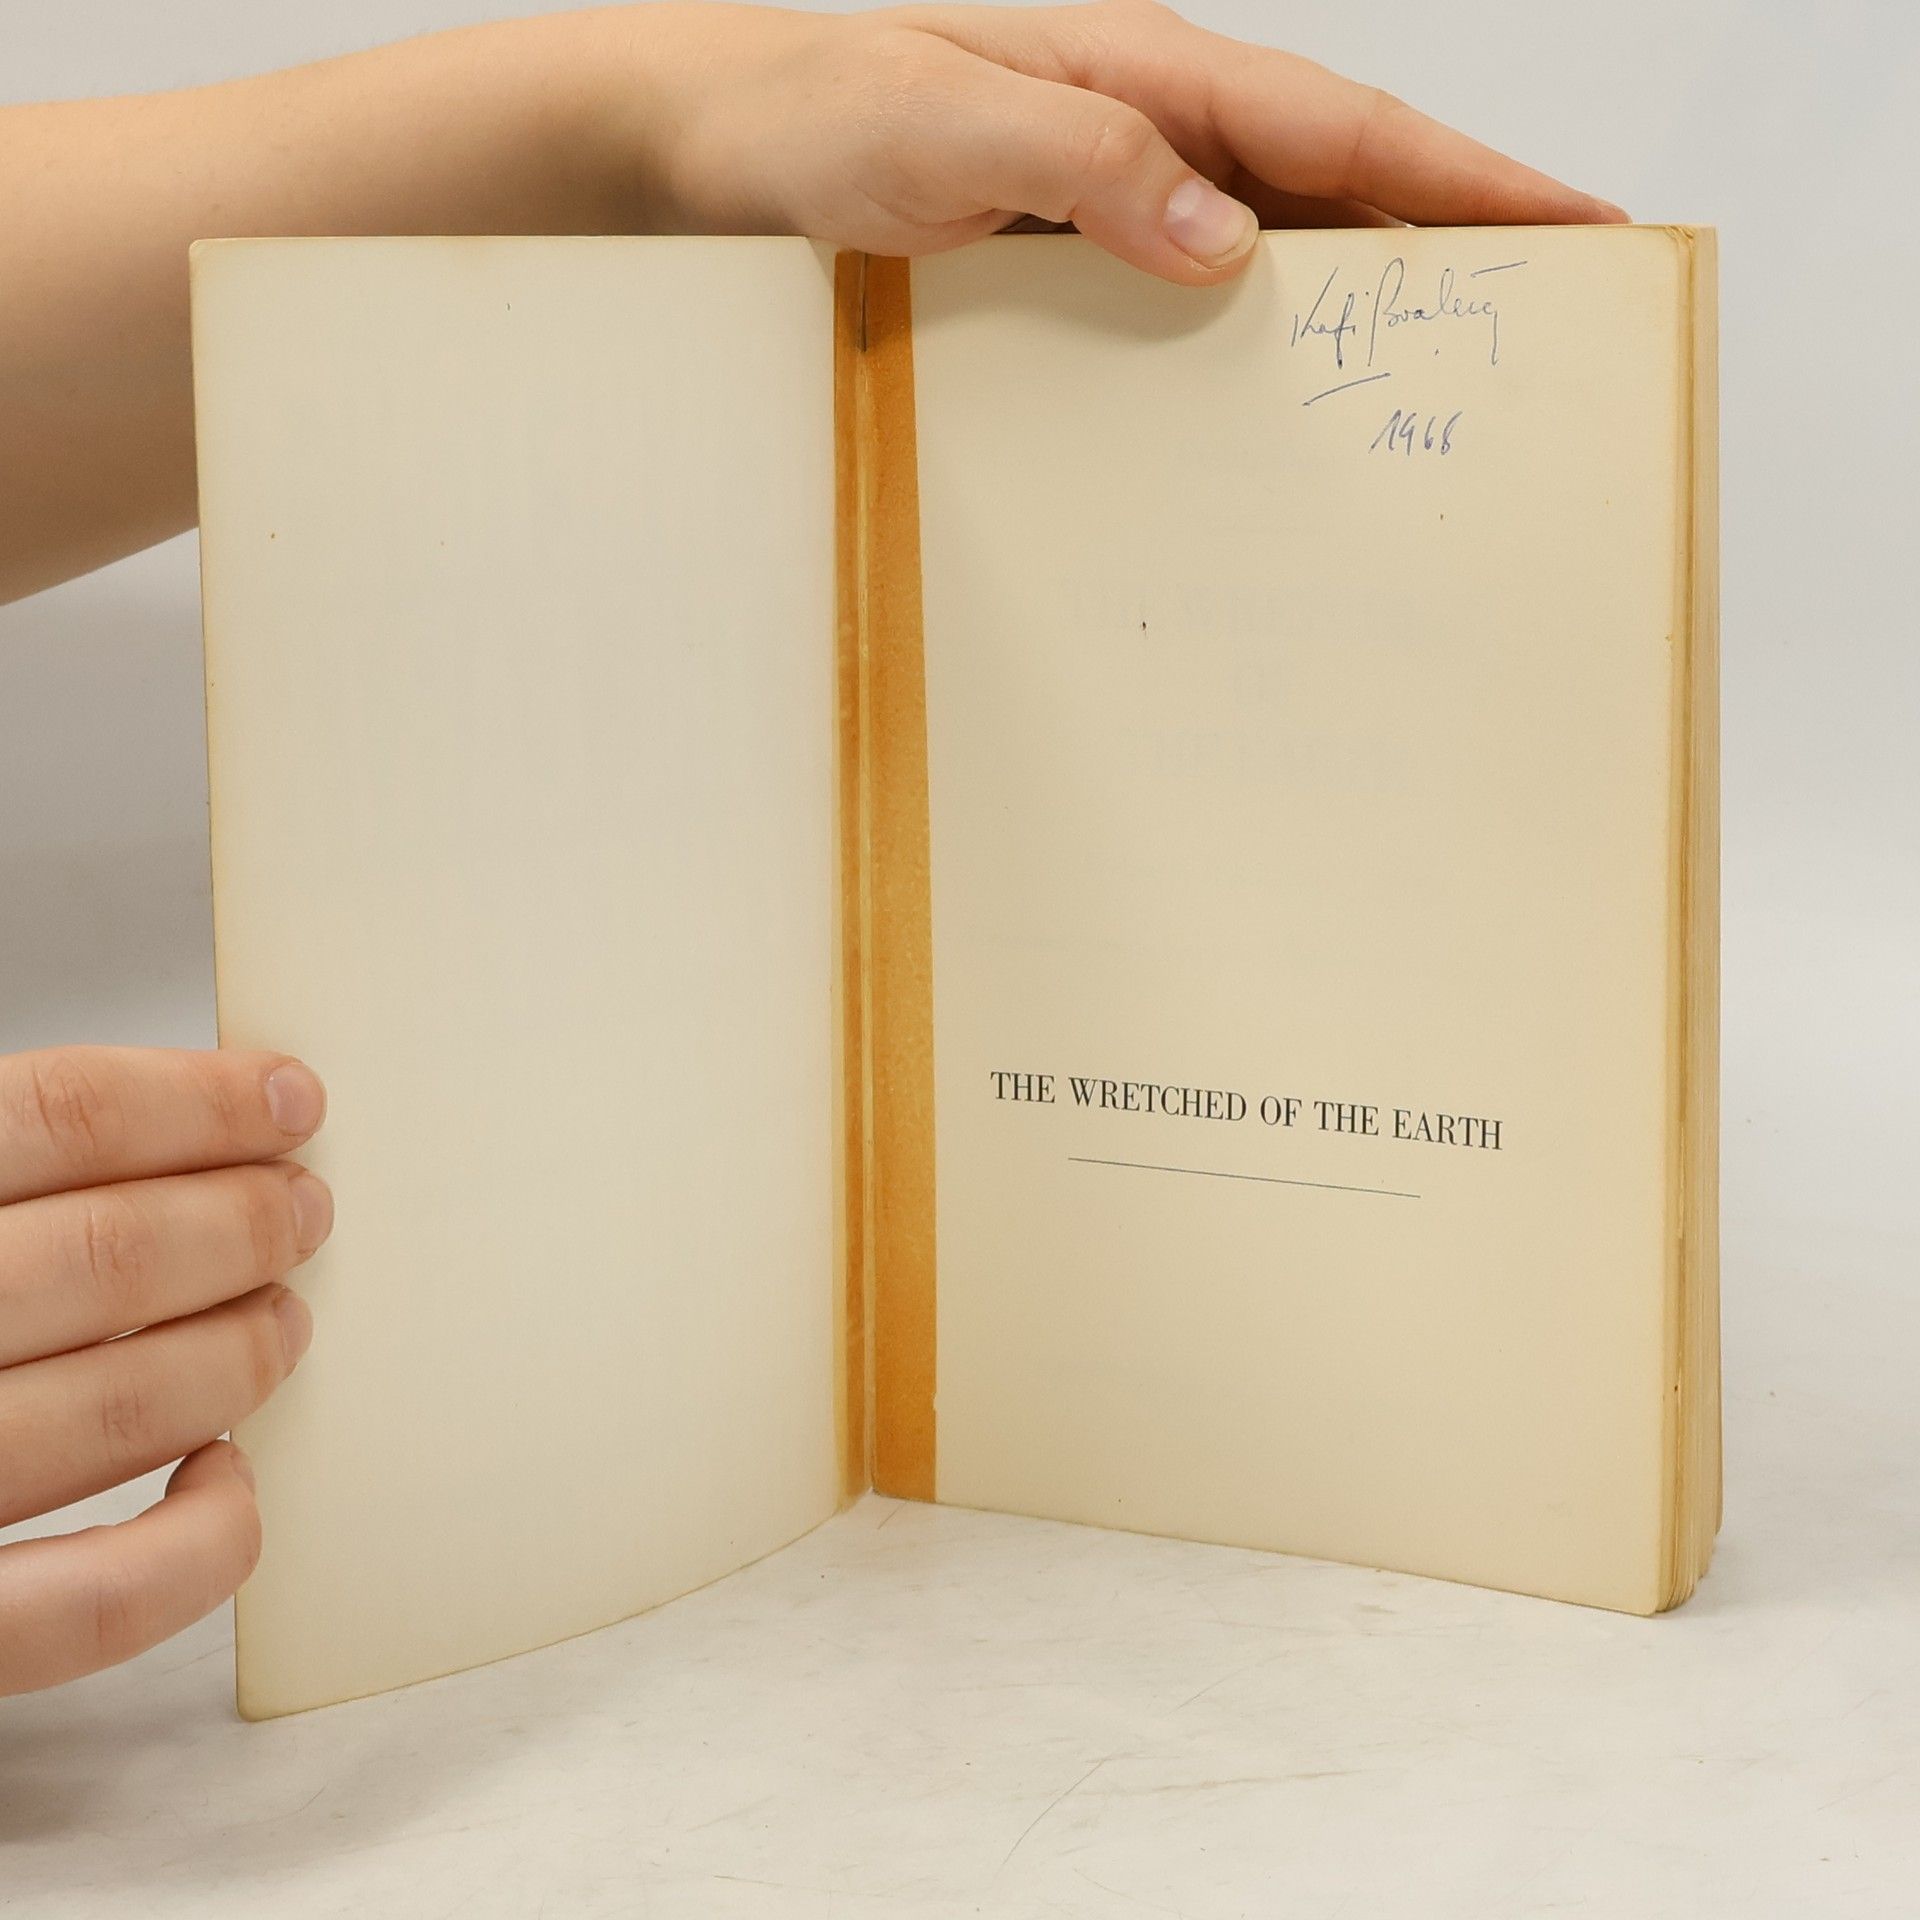 1968
THE WRETCHED OF THE EARTH